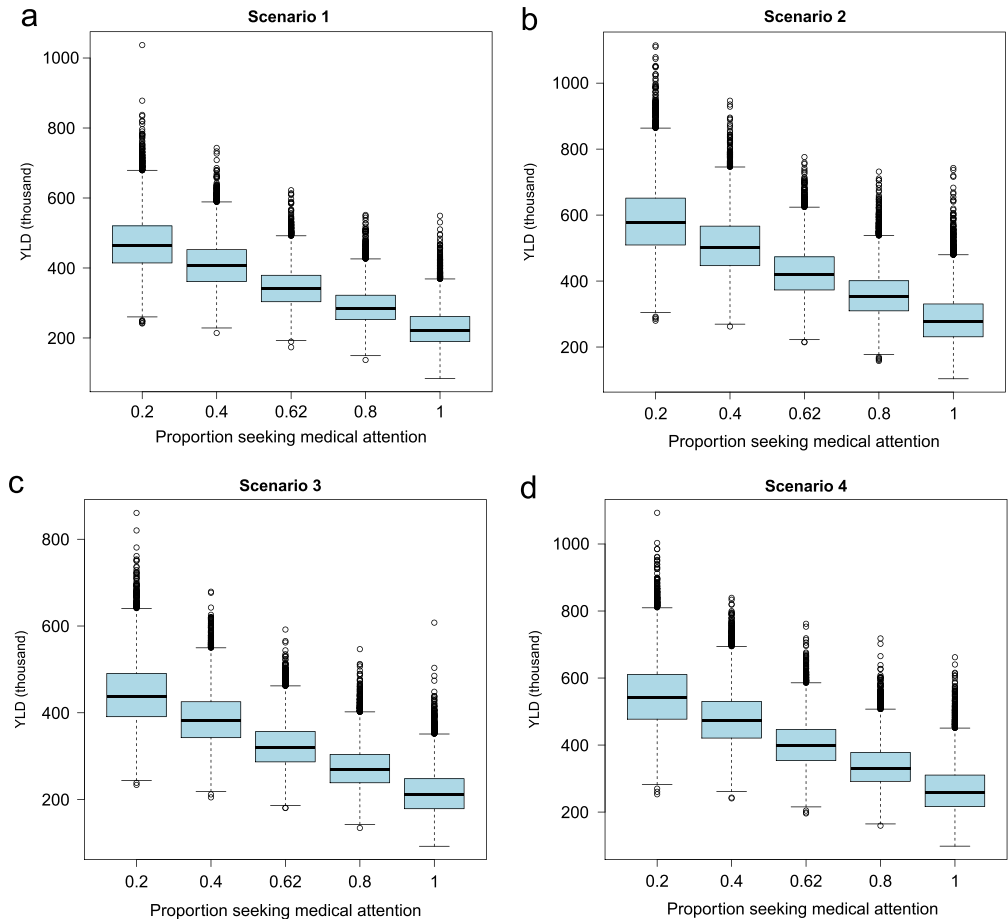 a
Scenario 1
YLD (thousand)
1000
800
600
400
200
0.2 0.4 0.62 0.8 1
Proportion seeking medical attention
b
Scenario 2
YLD (thousand)
1000
800
600
400
200
0.2 0.4 0.62 0.8 1
Proportion seeking medical attention
c
Scenario 3
YLD (thousand)
800
600
400
200
0.2 0.4 0.62 0.8 1
Proportion seeking medical attention
d
Scenario 4
YLD (thousand)
1000
800
600
400
200
0.2 0.4 0.62 0.8 1
Proportion seeking medical attention